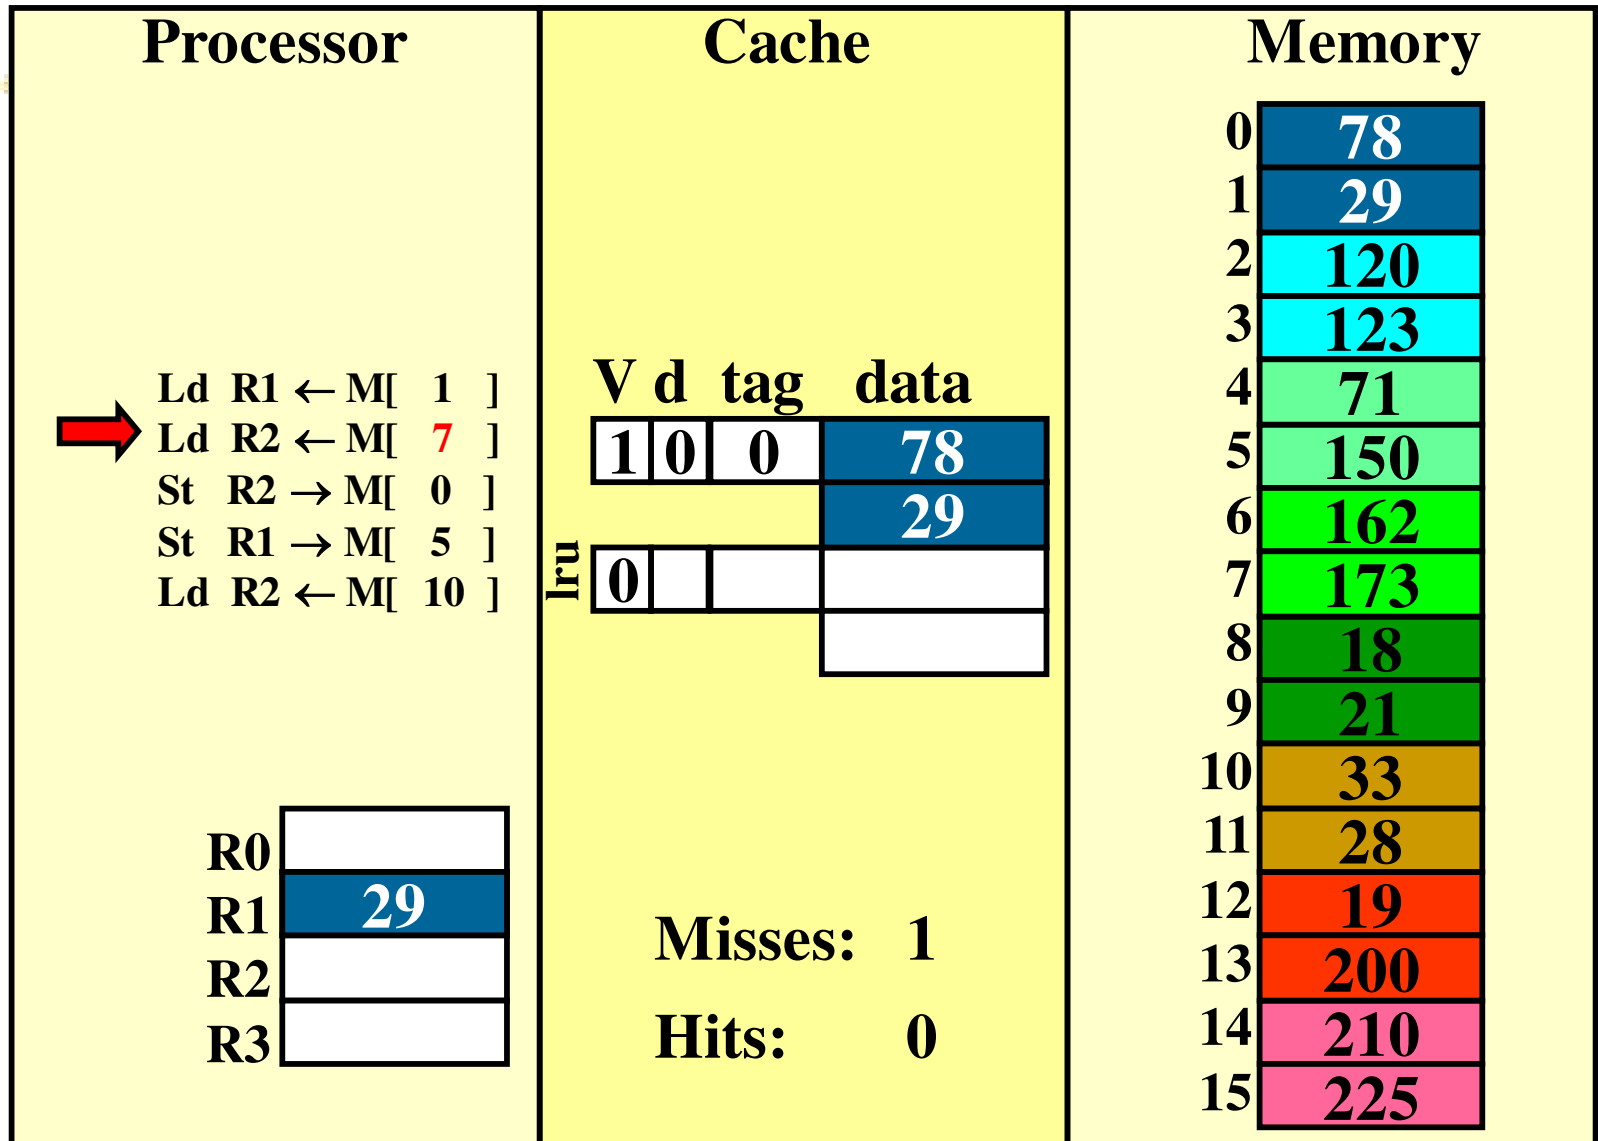 Processor
Cache
Memory
Ld R1 ← M[ 1 ]
Ld R2 ← M[ 7 ]
St R2 → M[ 0 ]
St R1 → M[ 5 ]
Ld R2 ← M[ 10 ]
R0
R1 29
R2
R3
V d tag data
1 0 0 78
29
lru
0
Misses: 1
Hits: 0
0 78
1 29
2 120
3 123
4 71
5 150
6 162
7 173
8 18
9 21
10 33
11 28
12 19
13 200
14 210
15 225